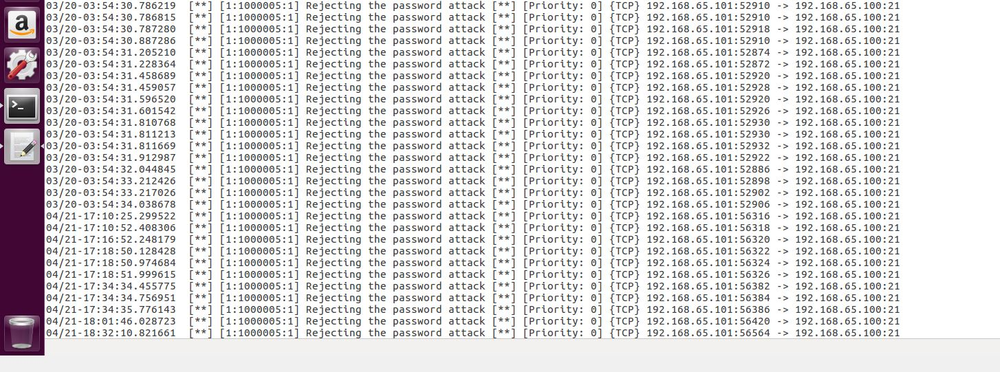 03/20-03:54:30.786219  [**] [1:1000005:1] Rejecting the password attack [**] [Priority: 0] {TCP} 192.168.65.101:52910 -> 192.168.65.100:21
03/20-03:54:30.786815  [**] [1:1000005:1] Rejecting the password attack [**] [Priority: 0] {TCP} 192.168.65.101:52910 -> 192.168.65.100:21
03/20-03:54:30.787280  [**] [1:1000005:1] Rejecting the password attack [**] [Priority: 0] {TCP} 192.168.65.101:52918 -> 192.168.65.100:21
03/20-03:54:30.887286  [**] [1:1000005:1] Rejecting the password attack [**] [Priority: 0] {TCP} 192.168.65.101:52910 -> 192.168.65.100:21
03/20-03:54:31.205210  [**] [1:1000005:1] Rejecting the password attack [**] [Priority: 0] {TCP} 192.168.65.101:52874 -> 192.168.65.100:21
03/20-03:54:31.228364  [**] [1:1000005:1] Rejecting the password attack [**] [Priority: 0] {TCP} 192.168.65.101:52872 -> 192.168.65.100:21
03/20-03:54:31.458689  [**] [1:1000005:1] Rejecting the password attack [**] [Priority: 0] {TCP} 192.168.65.101:52920 -> 192.168.65.100:21
03/20-03:54:31.459057  [**] [1:1000005:1] Rejecting the password attack [**] [Priority: 0] {TCP} 192.168.65.101:52928 -> 192.168.65.100:21
03/20-03:54:31.596520  [**] [1:1000005:1] Rejecting the password attack [**] [Priority: 0] {TCP} 192.168.65.101:52920 -> 192.168.65.100:21
03/20-03:54:31.601542  [**] [1:1000005:1] Rejecting the password attack [**] [Priority: 0] {TCP} 192.168.65.101:52926 -> 192.168.65.100:21
03/20-03:54:31.810768  [**] [1:1000005:1] Rejecting the password attack [**] [Priority: 0] {TCP} 192.168.65.101:52930 -> 192.168.65.100:21
03/20-03:54:31.811213  [**] [1:1000005:1] Rejecting the password attack [**] [Priority: 0] {TCP} 192.168.65.101:52930 -> 192.168.65.100:21
03/20-03:54:31.811669  [**] [1:1000005:1] Rejecting the password attack [**] [Priority: 0] {TCP} 192.168.65.101:52932 -> 192.168.65.100:21
03/20-03:54:31.912987  [**] [1:1000005:1] Rejecting the password attack [**] [Priority: 0] {TCP} 192.168.65.101:52922 -> 192.168.65.100:21
03/20-03:54:32.044845  [**] [1:1000005:1] Rejecting the password attack [**] [Priority: 0] {TCP} 192.168.65.101:52886 -> 192.168.65.100:21
03/20-03:54:33.212426  [**] [1:1000005:1] Rejecting the password attack [**] [Priority: 0] {TCP} 192.168.65.101:52898 -> 192.168.65.100:21
03/20-03:54:33.217026  [**] [1:1000005:1] Rejecting the password attack [**] [Priority: 0] {TCP} 192.168.65.101:52902 -> 192.168.65.100:21
03/20-03:54:34.038678  [**] [1:1000005:1] Rejecting the password attack [**] [Priority: 0] {TCP} 192.168.65.101:52906 -> 192.168.65.100:21
04/21-17:10:25.299522  [**] [1:1000005:1] Rejecting the password attack [**] [Priority: 0] {TCP} 192.168.65.101:56316 -> 192.168.65.100:21
04/21-17:10:52.408306  [**] [1:1000005:1] Rejecting the password attack [**] [Priority: 0] {TCP} 192.168.65.101:56318 -> 192.168.65.100:21
04/21-17:16:52.248179  [**] [1:1000005:1] Rejecting the password attack [**] [Priority: 0] {TCP} 192.168.65.101:56320 -> 192.168.65.100:21
04/21-17:18:50.128428  [**] [1:1000005:1] Rejecting the password attack [**] [Priority: 0] {TCP} 192.168.65.101:56322 -> 192.168.65.100:21
04/21-17:18:50.974684  [**] [1:1000005:1] Rejecting the password attack [**] [Priority: 0] {TCP} 192.168.65.101:56324 -> 192.168.65.100:21
04/21-17:18:51.999615  [**] [1:1000005:1] Rejecting the password attack [**] [Priority: 0] {TCP} 192.168.65.101:56326 -> 192.168.65.100:21
04/21-17:34:34.455775  [**] [1:1000005:1] Rejecting the password attack [**] [Priority: 0] {TCP} 192.168.65.101:56382 -> 192.168.65.100:21
04/21-17:34:34.756951  [**] [1:1000005:1] Rejecting the password attack [**] [Priority: 0] {TCP} 192.168.65.101:56384 -> 192.168.65.100:21
04/21-17:34:35.776143  [**] [1:1000005:1] Rejecting the password attack [**] [Priority: 0] {TCP} 192.168.65.101:56386 -> 192.168.65.100:21
04/21-18:01:46.028723  [**] [1:1000005:1] Rejecting the password attack [**] [Priority: 0] {TCP} 192.168.65.101:56420 -> 192.168.65.100:21
04/21-18:32:10.821661  [**] [1:1000005:1] Rejecting the password attack [**] [Priority: 0] {TCP} 192.168.65.101:56564 -> 192.168.65.100:21